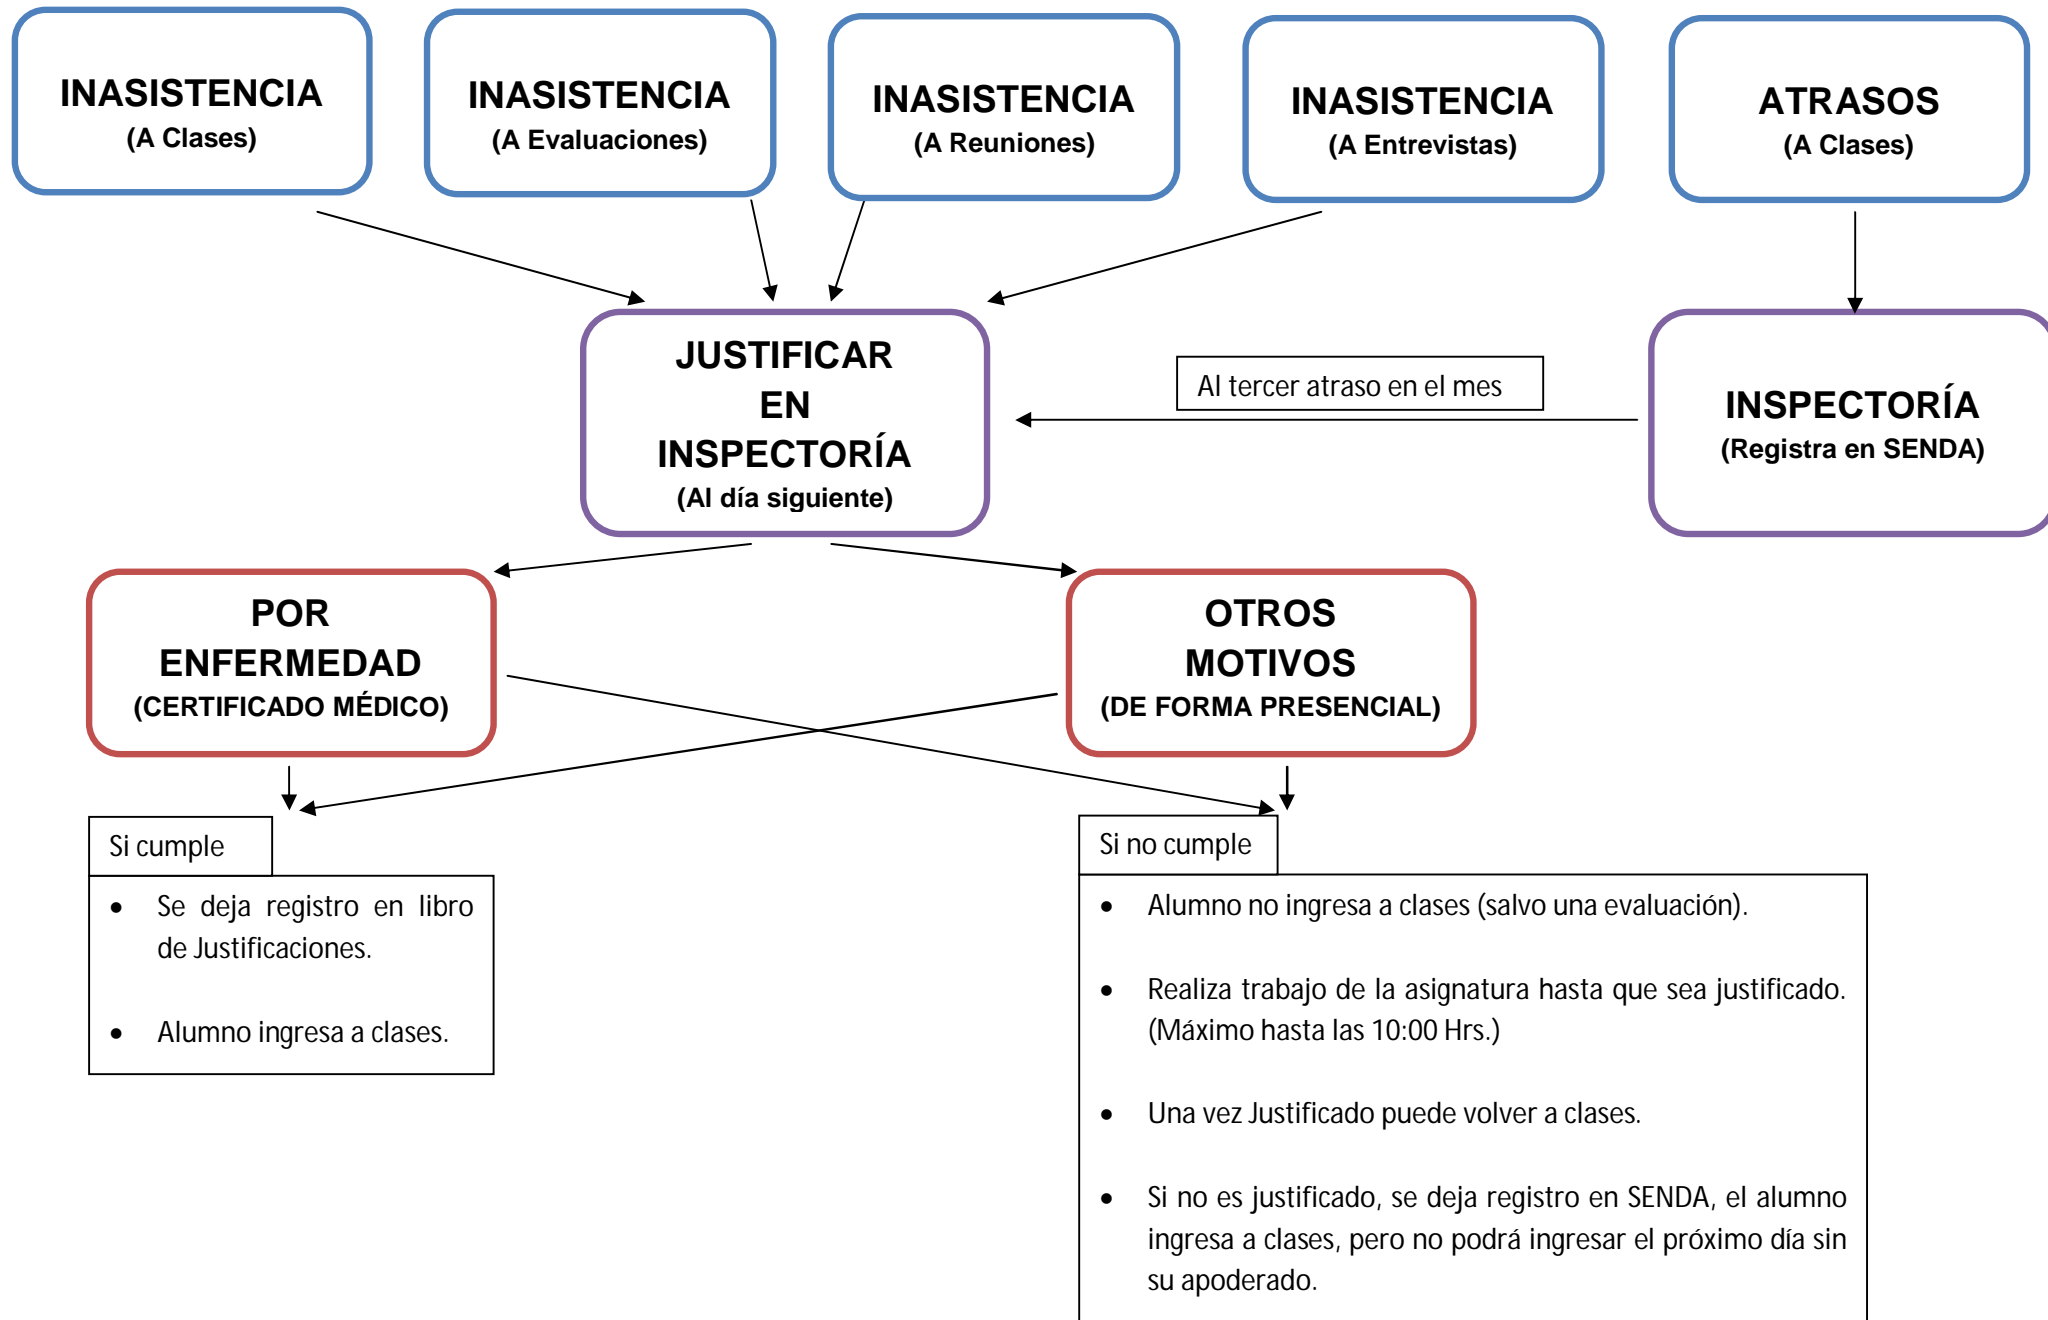 INASISTENCIA
(A Clases)
INASISTENCIA
(A Evaluaciones)
INASISTENCIA
(A Reuniones)
INASISTENCIA
(A Entrevistas)
ATRASOS
(A Clases)
JUSTIFICAR
EN
INSPECTORÍA
(Al día siguiente)
Al tercer atraso en el mes
INSPECTORÍA
(Registra en SENDA)
POR
ENFERMEDAD
(CERTIFICADO MÉDICO)
OTROS
MOTIVOS
(DE FORMA PRESENCIAL)
Si cumple
• Se deja registro en libro
de Justificaciones.
• Alumno ingresa a clases.
Si no cumple
• Alumno no ingresa a clases (salvo una evaluación).
• Realiza trabajo de la asignatura hasta que sea justificado.
(Máximo hasta las 10:00 Hrs.)
• Una vez Justificado puede volver a clases.
• Si no es justificado, se deja registro en SENDA, el alumno
ingresa a clases, pero no podrá ingresar el próximo día sin
su apoderado.